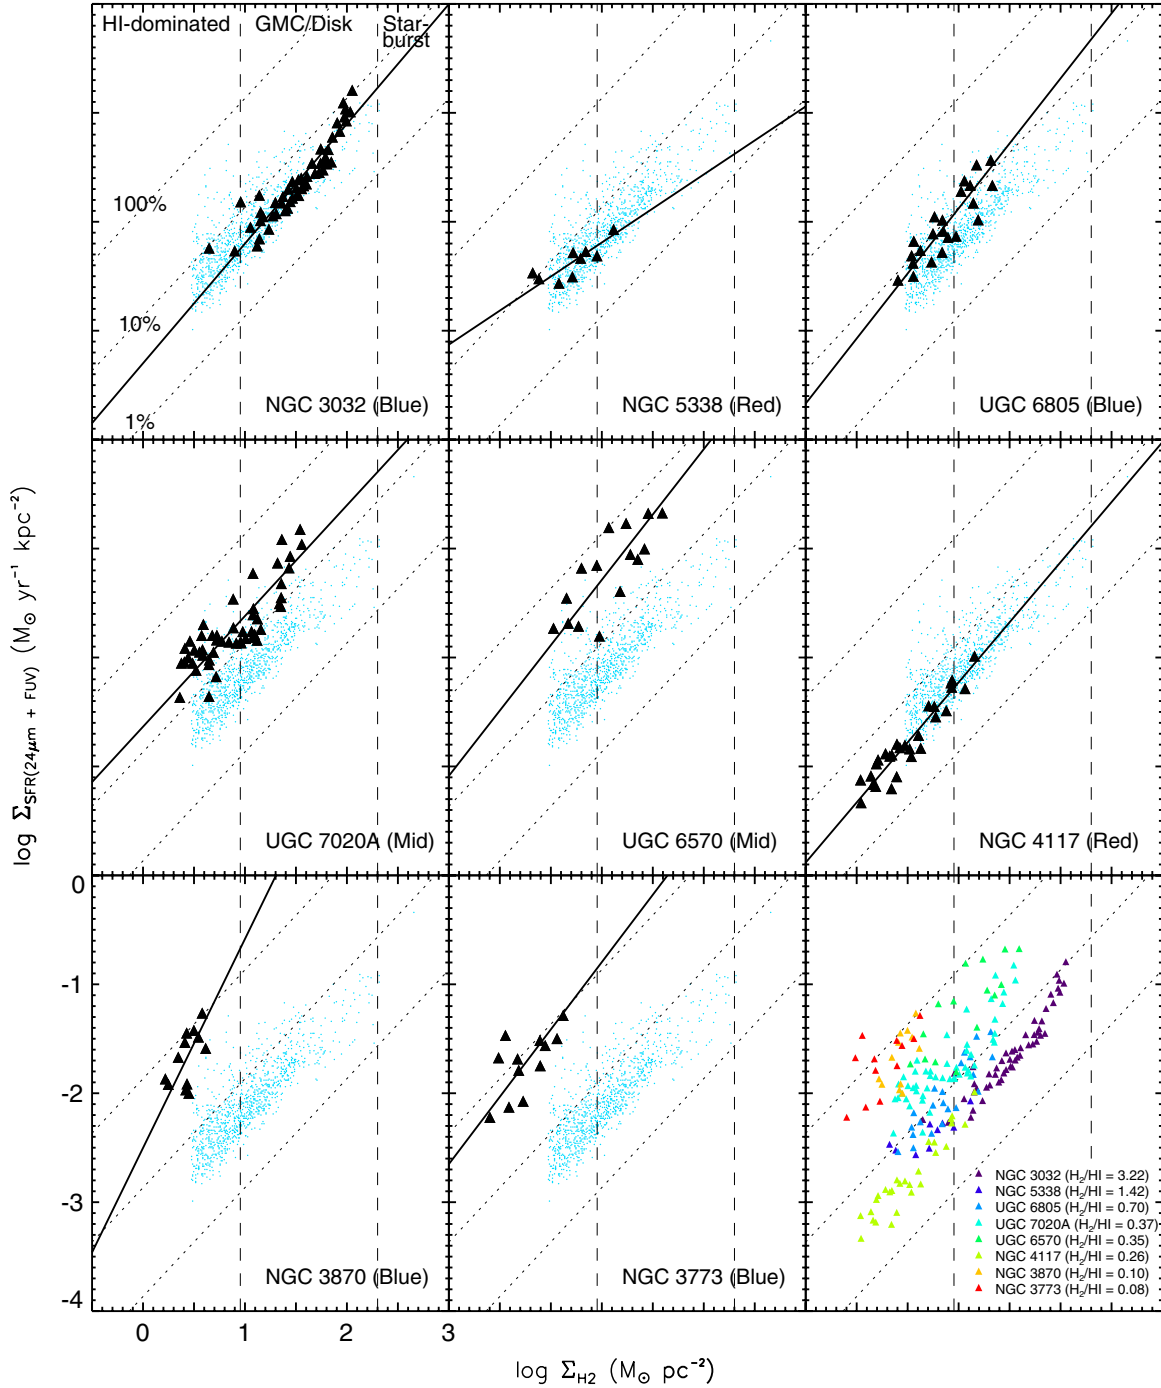 HI-dominated GMC/Disk Star-
burst
100%
10%
1%
NGC 3032 (Blue)
NGC 5338 (Red)
UGC 6805 (Blue)
UGC 7020A (Mid)
UGC 6570 (Mid)
NGC 4117 (Red)
log Σ_SFR(24μm + FUV) (M_⊙ yr⁻¹ kpc⁻²)
0
-1
-2
-3
-4
NGC 3870 (Blue)
NGC 3773 (Blue)
NGC 3032 (H₂/HI = 3.22)
NGC 5338 (H₂/HI = 1.42)
UGC 6805 (H₂/HI = 0.70)
UGC 7020A (H₂/HI = 0.37)
UGC 6570 (H₂/HI = 0.35)
NGC 4117 (H₂/HI = 0.26)
NGC 3870 (H₂/HI = 0.10)
NGC 3773 (H₂/HI = 0.08)
0 1 2 3
log Σ_H2 (M_⊙ pc⁻²)